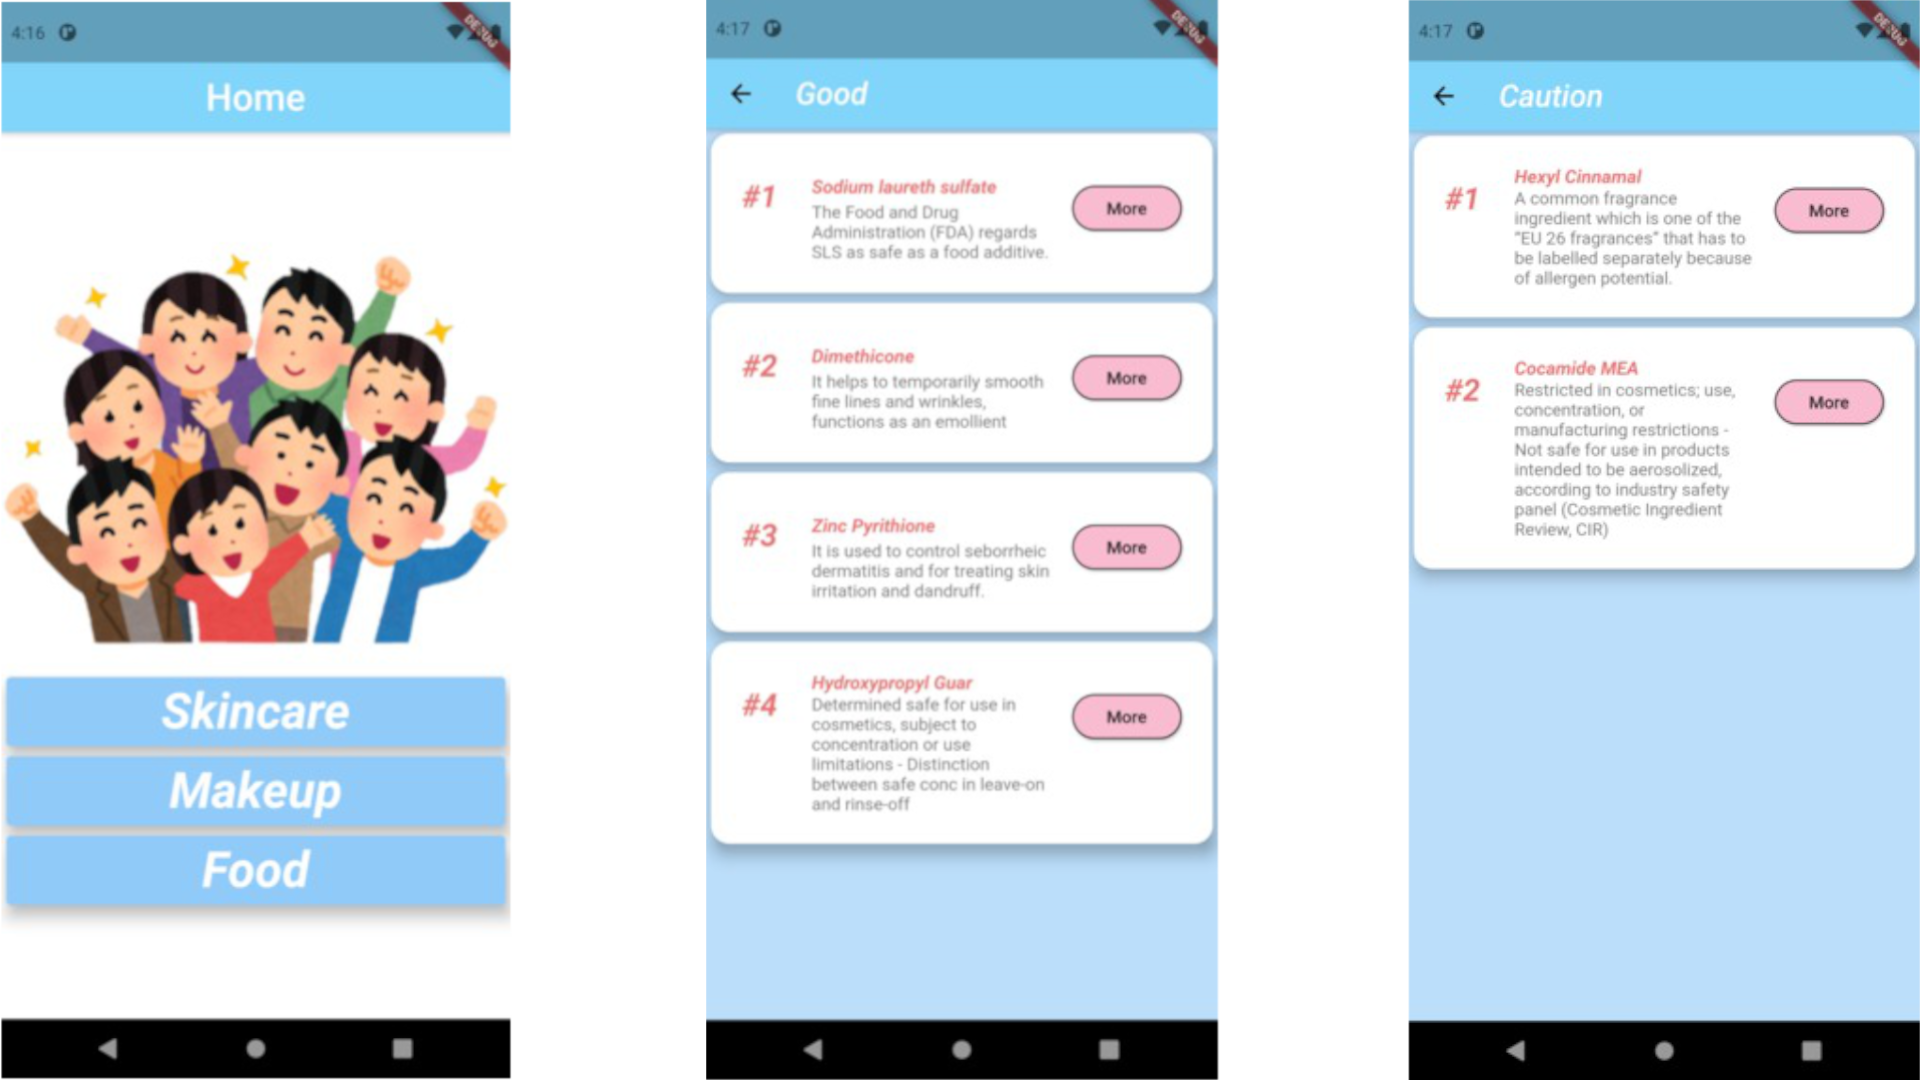 4:16
DEBUG
Home
Skincare
Makeup
Food
4:17
DEBUG
Good
#1
Sodium laureth sulfate
The Food and Drug
Administration (FDA) regards
SLS as safe as a food additive.
More
#2
Dimethicone
It helps to temporarily smooth
fine lines and wrinkles,
functions as an emollient
More
#3
Zinc Pyrithione
It is used to control seborrheic
dermatitis and for treating skin
irritation and dandruff.
More
#4
Hydroxypropyl Guar
Determined safe for use in
cosmetics, subject to
concentration or use
limitations - Distinction
between safe conc in leave-on
and rinse-off
More
4:17
DEBUG
Caution
#1
Hexyl Cinnamal
A common fragrance
ingredient which is one of the
“EU 26 fragrances” that has to
be labelled separately because
of allergen potential.
More
#2
Cocamide MEA
Restricted in cosmetics; use,
concentration, or
manufacturing restrictions -
Not safe for use in products
intended to be aerosolized,
according to industry safety
panel (Cosmetic Ingredient
Review, CIR)
More